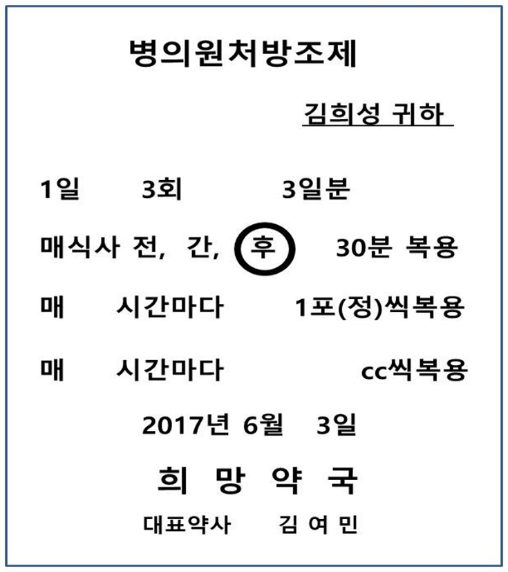 병의원처방조제
김희성 귀하
1일 3회 3일분
매식사 전, 간, 후 30분 복용
매 시간마다 1포(정)씩복용
매 시간마다 cc씩복용
2017년 6월 3일
희 망 약 국
대표약사 김 여 민